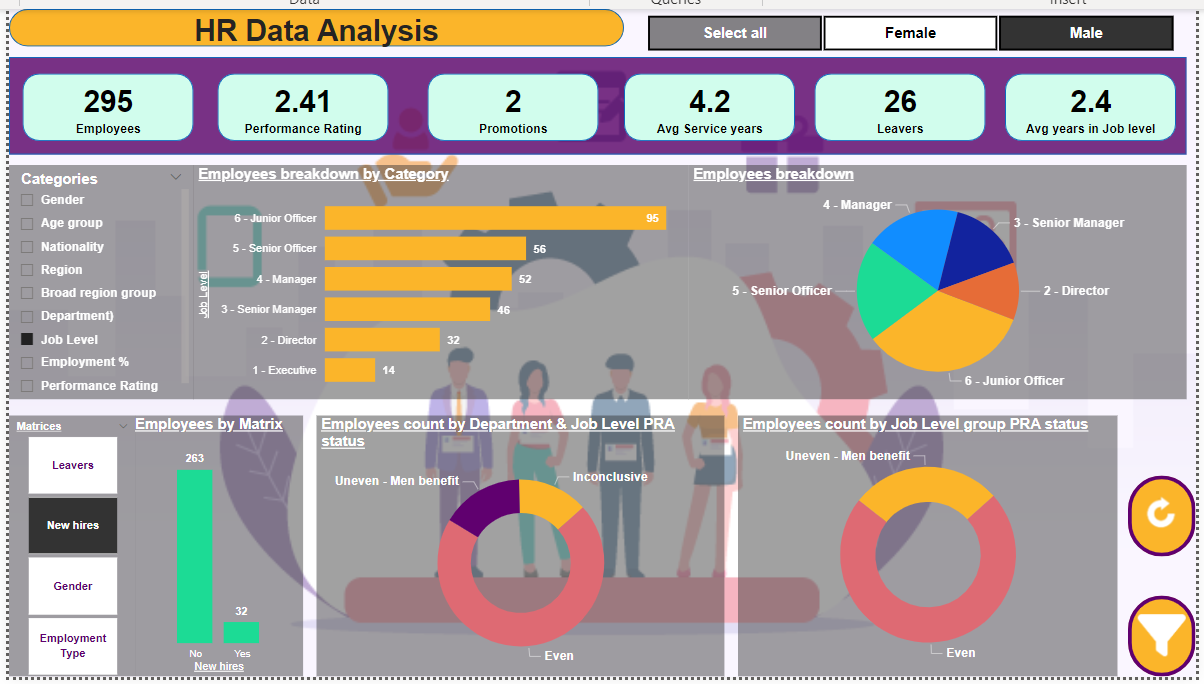 Data
Queries
Insert
HR Data Analysis
Select all
Female
Male
295
Employees
2.41
Performance Rating
2
Promotions
4.2
Avg Service years
26
Leavers
2.4
Avg years in Job level
Categories
Gender
Age group
Nationality
Region
Broad region group
Department)
Job Level
Employment %
Performance Rating
Employees breakdown by Category
Job Level
6 - Junior Officer
95
5 - Senior Officer
56
4 - Manager
52
3 - Senior Manager
46
2 - Director
32
1 - Executive
14
Employees breakdown
4 - Manager
3 - Senior Manager
5 - Senior Officer
2 - Director
6 - Junior Officer
Matrices
Leavers
New hires
Gender
Employment
Type
Employees by Matrix
263
32
No
Yes
New hires
Employees count by Department & Job Level PRA
status
Uneven - Men benefit
Inconclusive
Even
Employees count by Job Level group PRA status
Uneven - Men benefit
Even